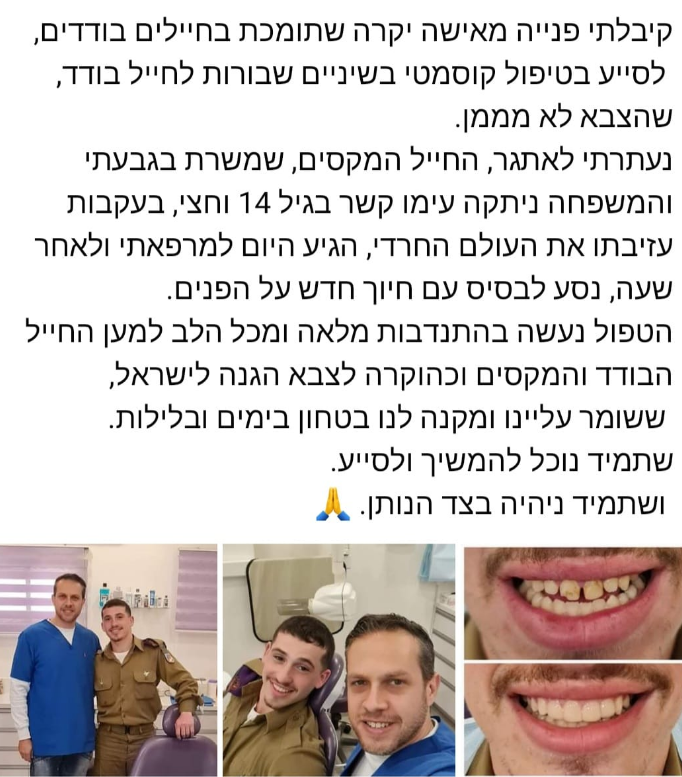 קיבלתי פנייה מאישה יקרה שתומכת בחיילים בודדים,
לסייע בטיפול קוסמטי בשיניים שבורות לחייל בודד,
שהצבא לא מממן.
נעתרתי לאתגר, החייל המקסים, שמשרת בגבעתי
והמשפחה ניתקה עימו קשר בגיל 14 וחצי, בעקבות
עזיבתו את העולם החרדי, הגיע היום למרפאתי ולאחר
שעה, נסע לבסיס עם חיוך חדש על הפנים.
הטפול נעשה בהתנדבות מלאה ומכל הלב למען החייל
הבודד והמקסים וכהוקרה לצבא הגנה לישראל,
ששומר עליינו ומקנה לנו בטחון בימים ובלילות.
שתמיד נוכל להמשיך ולסייע.
ושתמיד ניהיה בצד הנותן. 🙏